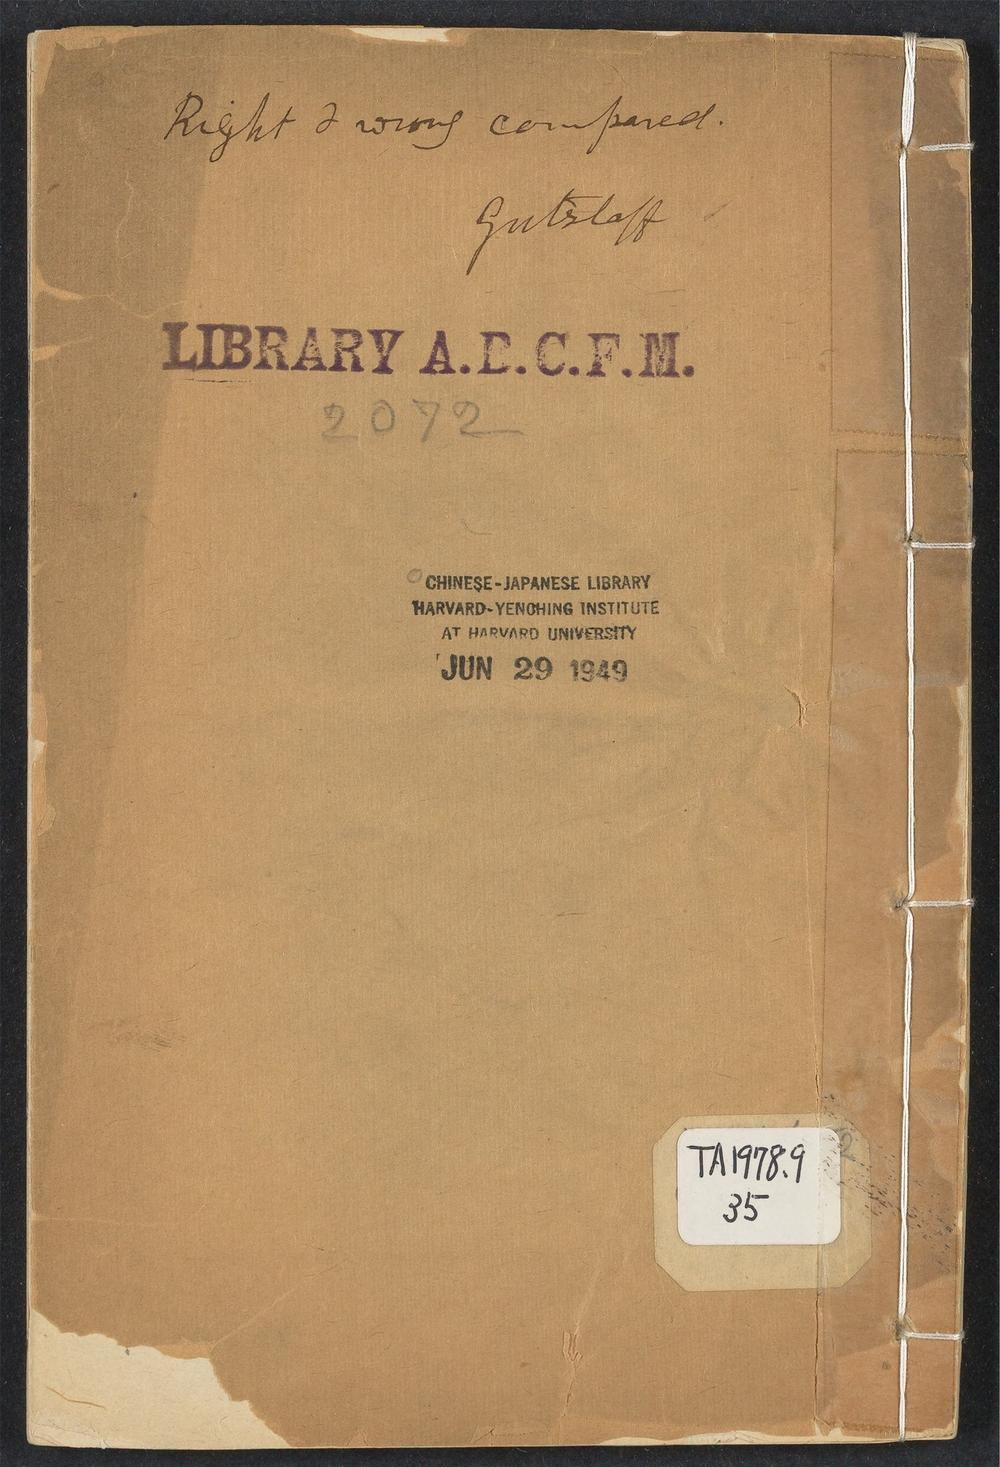 Right & wrong compared.
Gutslaff
LIBRARY A.B.C.F.M.
2072
CHINESE-JAPANESE LIBRARY
HARVARD-YENCHING INSTITUTE
AT HARVARD UNIVERSITY
JUN 29 1949
TA1978.9
35